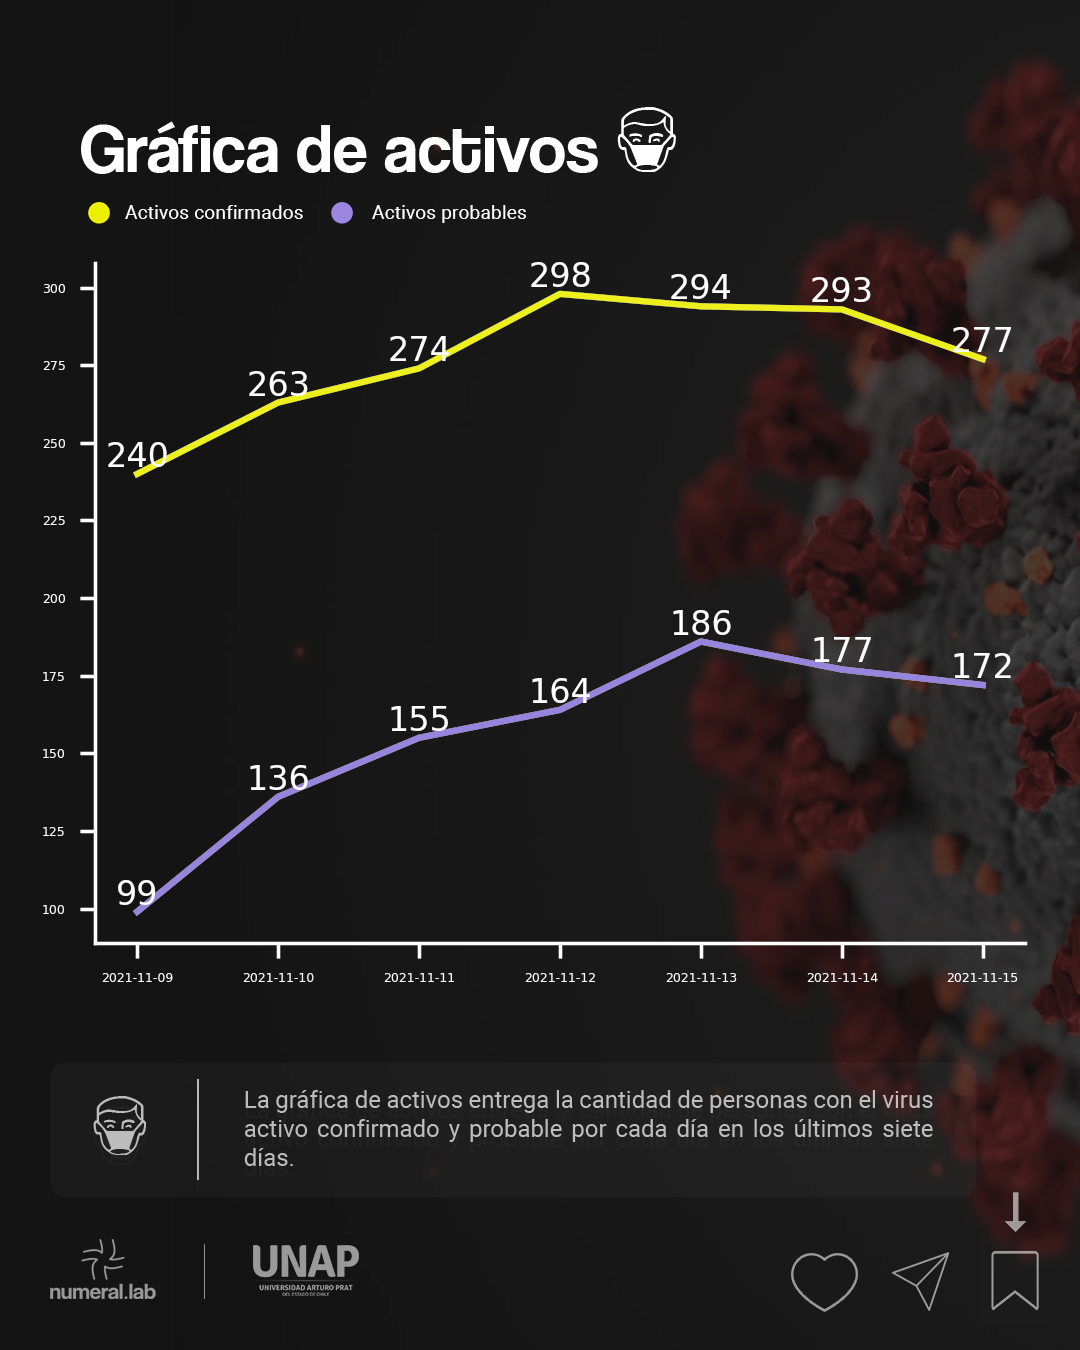 Gráfica de activos
Activos confirmados Activos probables
300
275
250
225
200
175
150
125
100
240 263 274 298 294 293 277
99 136 155 164 186 177 172
2021-11-09 2021-11-10 2021-11-11 2021-11-12 2021-11-13 2021-11-14 2021-11-15
La gráfica de activos entrega la cantidad de personas con el virus
activo confirmado y probable por cada día en los últimos siete
días.
numeral.lab
UNAP
UNIVERSIDAD ARTURO PRAT
DEL ESTADO DE CHILE